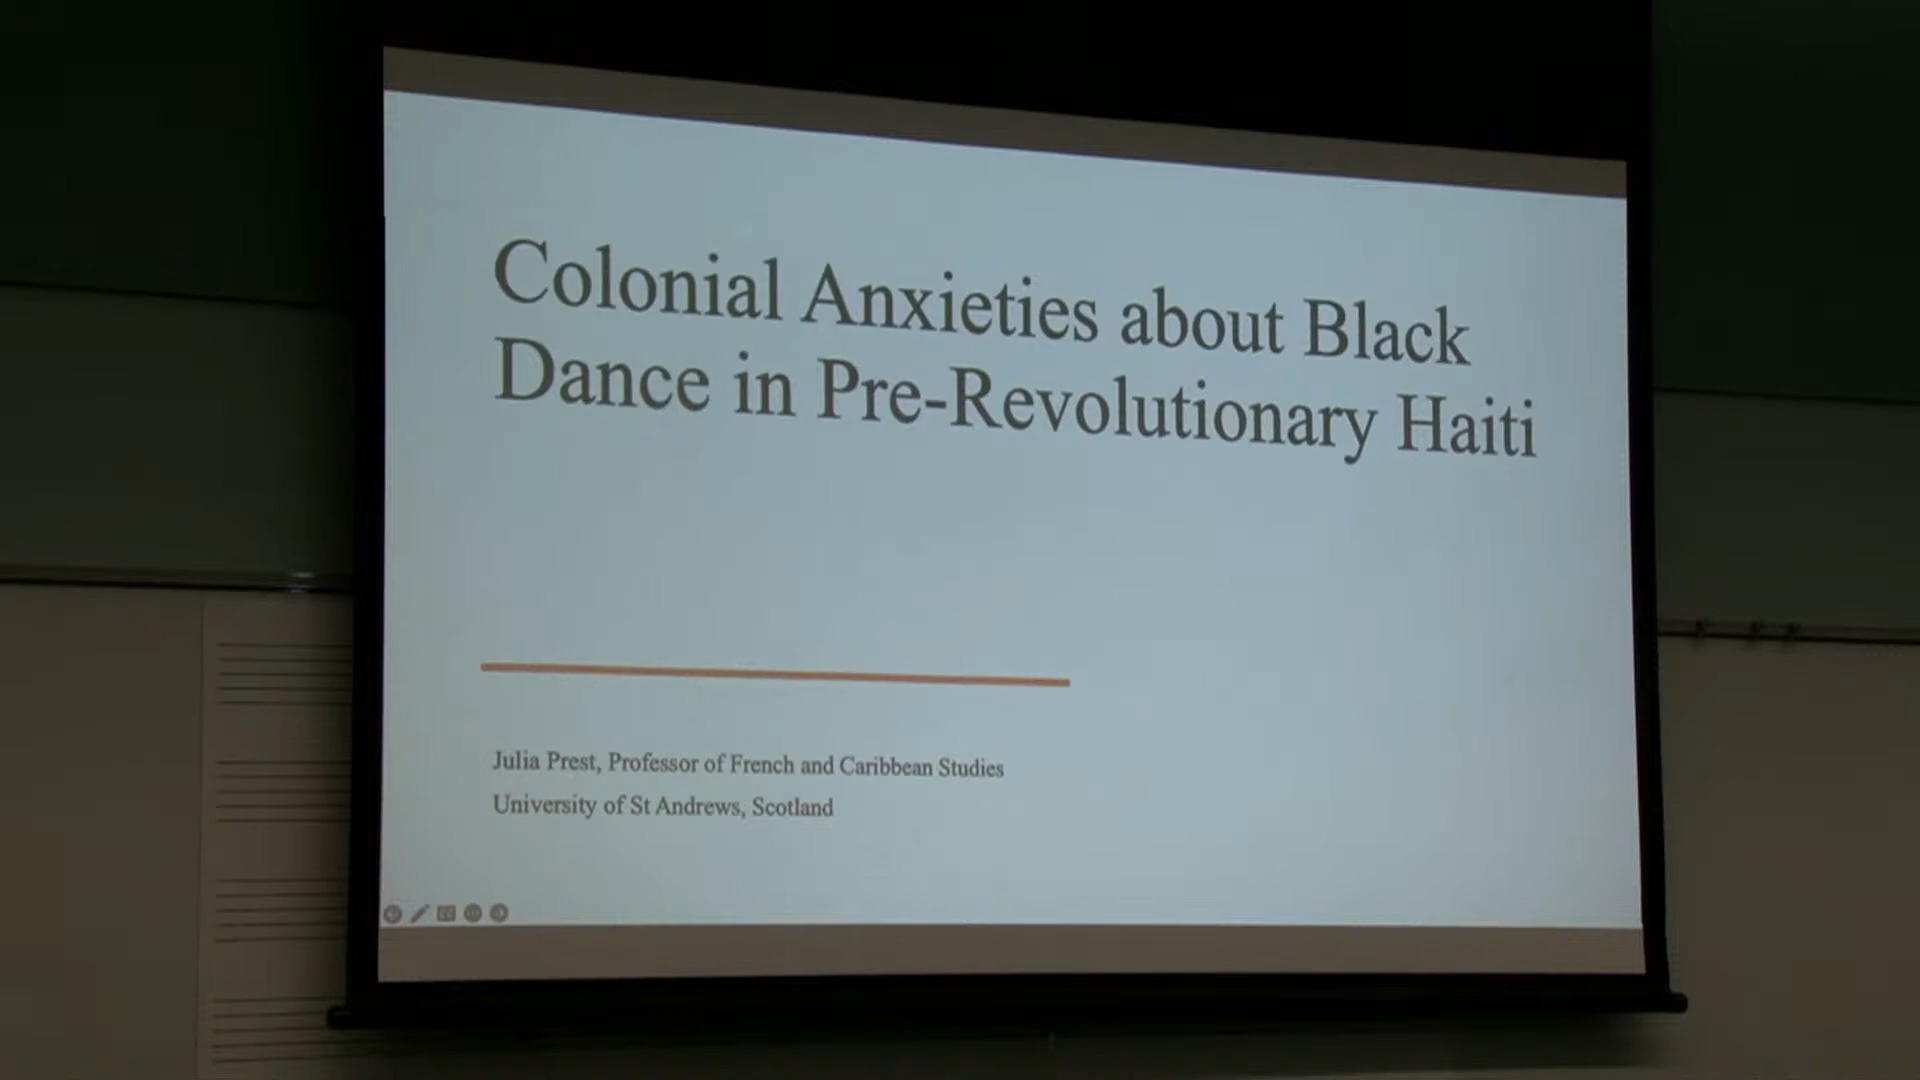 Colonial Anxieties about Black
Dance in Pre-Revolutionary Haiti
Julia Prest, Professor of French and Caribbean Studies
University of St Andrews, Scotland